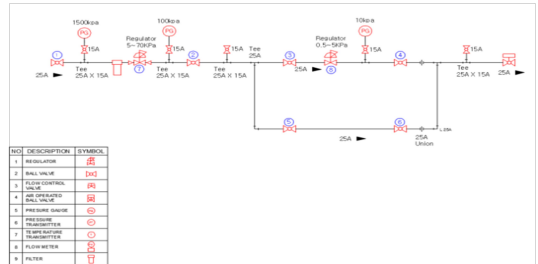 1500kpa
100kpa
10kpa
PG
PG
PG
Regulator
5~70KPa
Regulator
0.5~5KPa
15A
15A
15A
Tee
25A
15A
15A
1
2
3
4
25A
Tee
25A X 15A
7
Tee
25A X 15A
25A
8
Tee
25A X 15A
25A
5
6
25A
25A
Union
NO DESCRIPTION SYMBOL
1 REGULATOR
2 BALL VALVE
3 FLOW CONTROL VALVE
4 AIR OPERATED BALL VALVE
5 PRESURE GAUGE
6 PRESSURE TRANSMITTER
7 TEMPERATURE TRANSMITTER
8 FLOW METER
9 FILTER